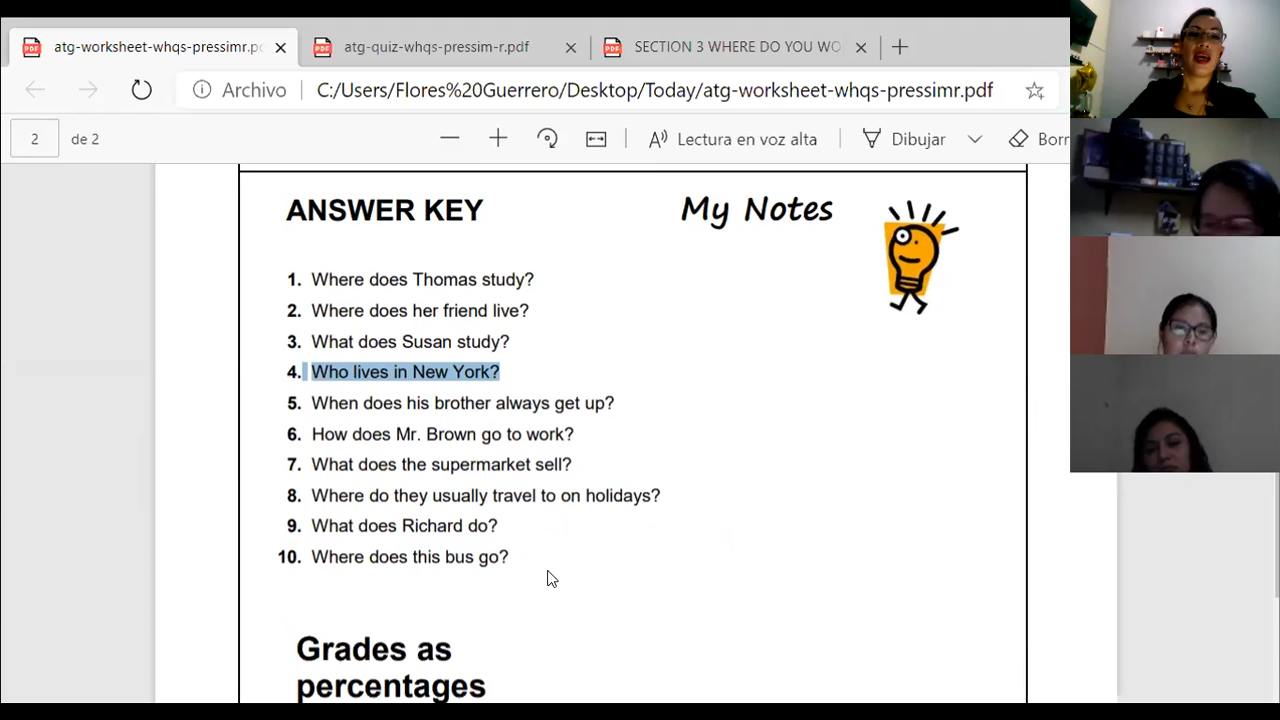 atg-worksheet-whqs-pressimr.p
atg-quiz-whqs-pressim-r.pdf
SECTION 3 WHERE DO YOU WO
Archivo
C:/Users/Flores%20Guerrero/Desktop/Today/atg-worksheet-whqs-pressimr.pdf
2 de 2
Lectura en voz alta
Dibujar
Borr
ANSWER KEY
My Notes
1. Where does Thomas study?
2. Where does her friend live?
3. What does Susan study?
4. Who lives in New York?
5. When does his brother always get up?
6. How does Mr. Brown go to work?
7. What does the supermarket sell?
8. Where do they usually travel to on holidays?
9. What does Richard do?
10. Where does this bus go?
Grades as
percentages